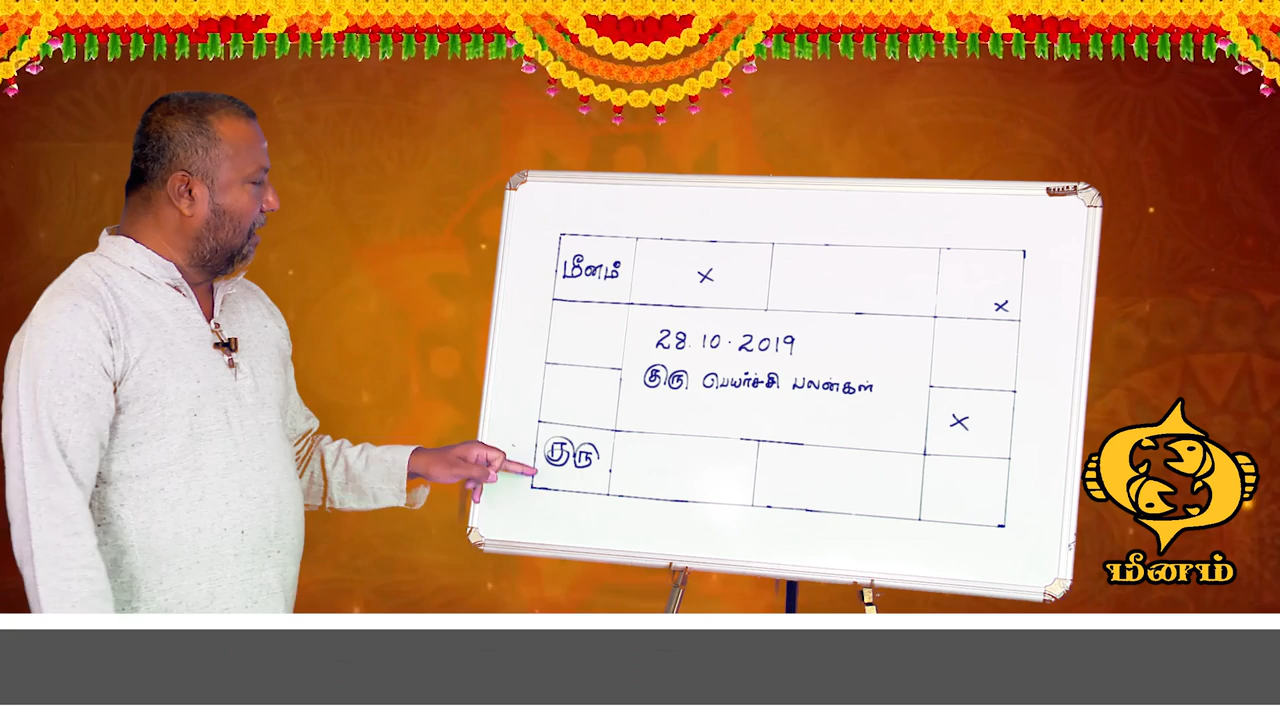 மீனம்
x
x
28.10.2019
குரு பெயர்ச்சி பலன்கள்
x
குரு
மீனம்